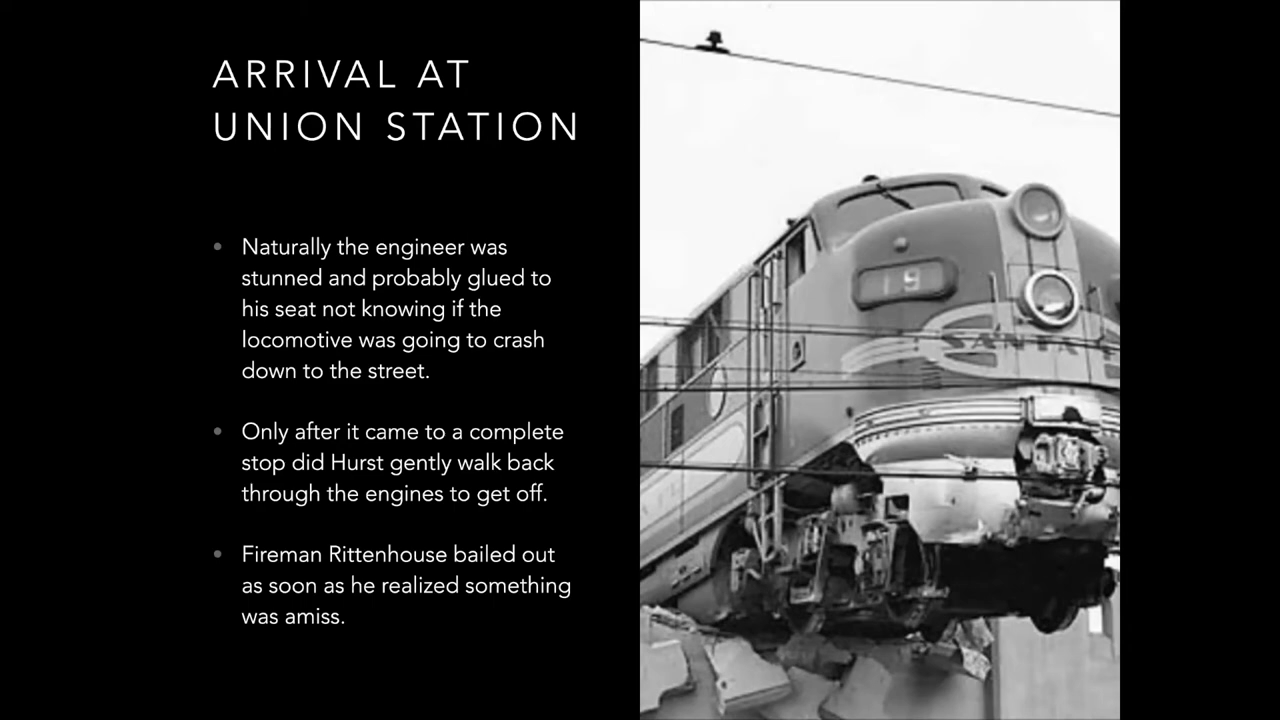 ARRIVAL AT
UNION STATION
• Naturally the engineer was
stunned and probably glued to
his seat not knowing if the
locomotive was going to crash
down to the street.
• Only after it came to a complete
stop did Hurst gently walk back
through the engines to get off.
• Fireman Rittenhouse bailed out
as soon as he realized something
was amiss.
19
SANTA FE